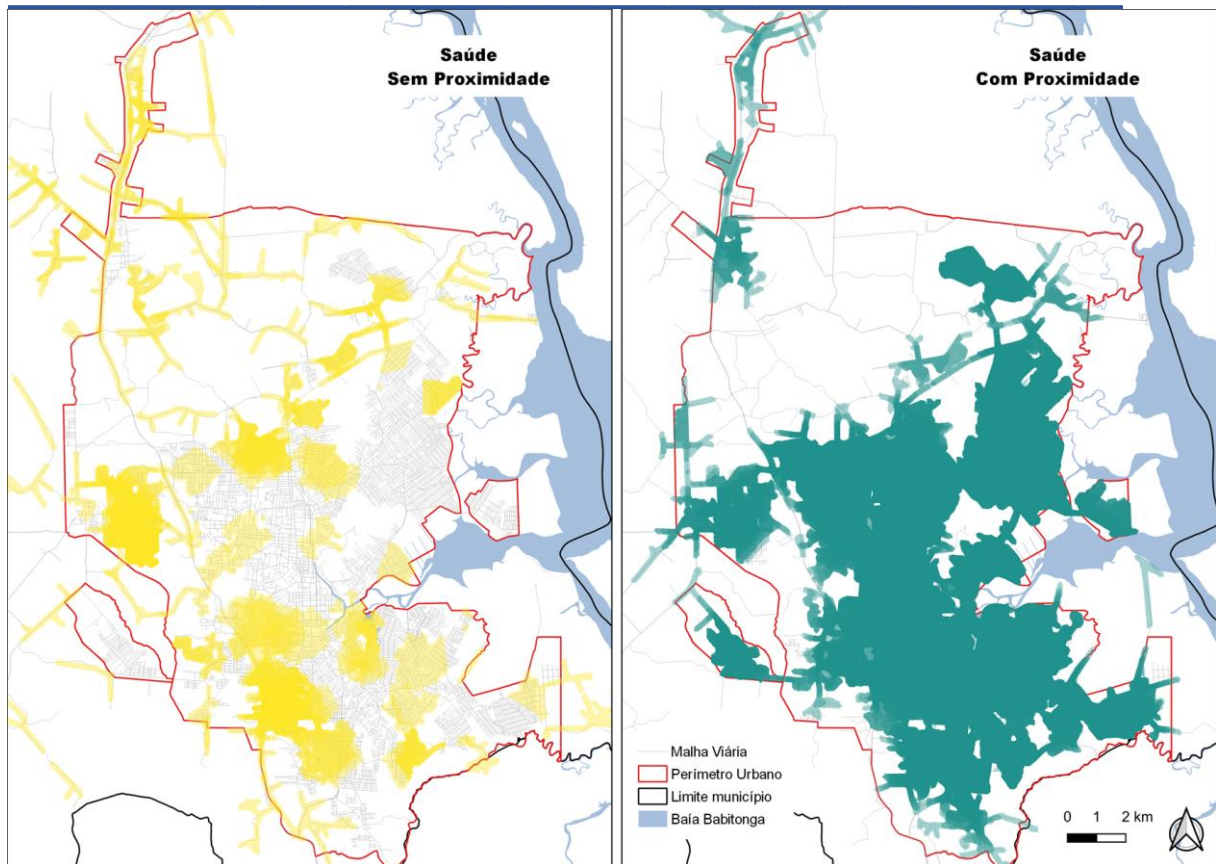 Saúde
Sem Proximidade
Saúde
Com Proximidade
Malha Viária
Perímetro Urbano
Limite município
Baía Babitonga
0 1 2 km